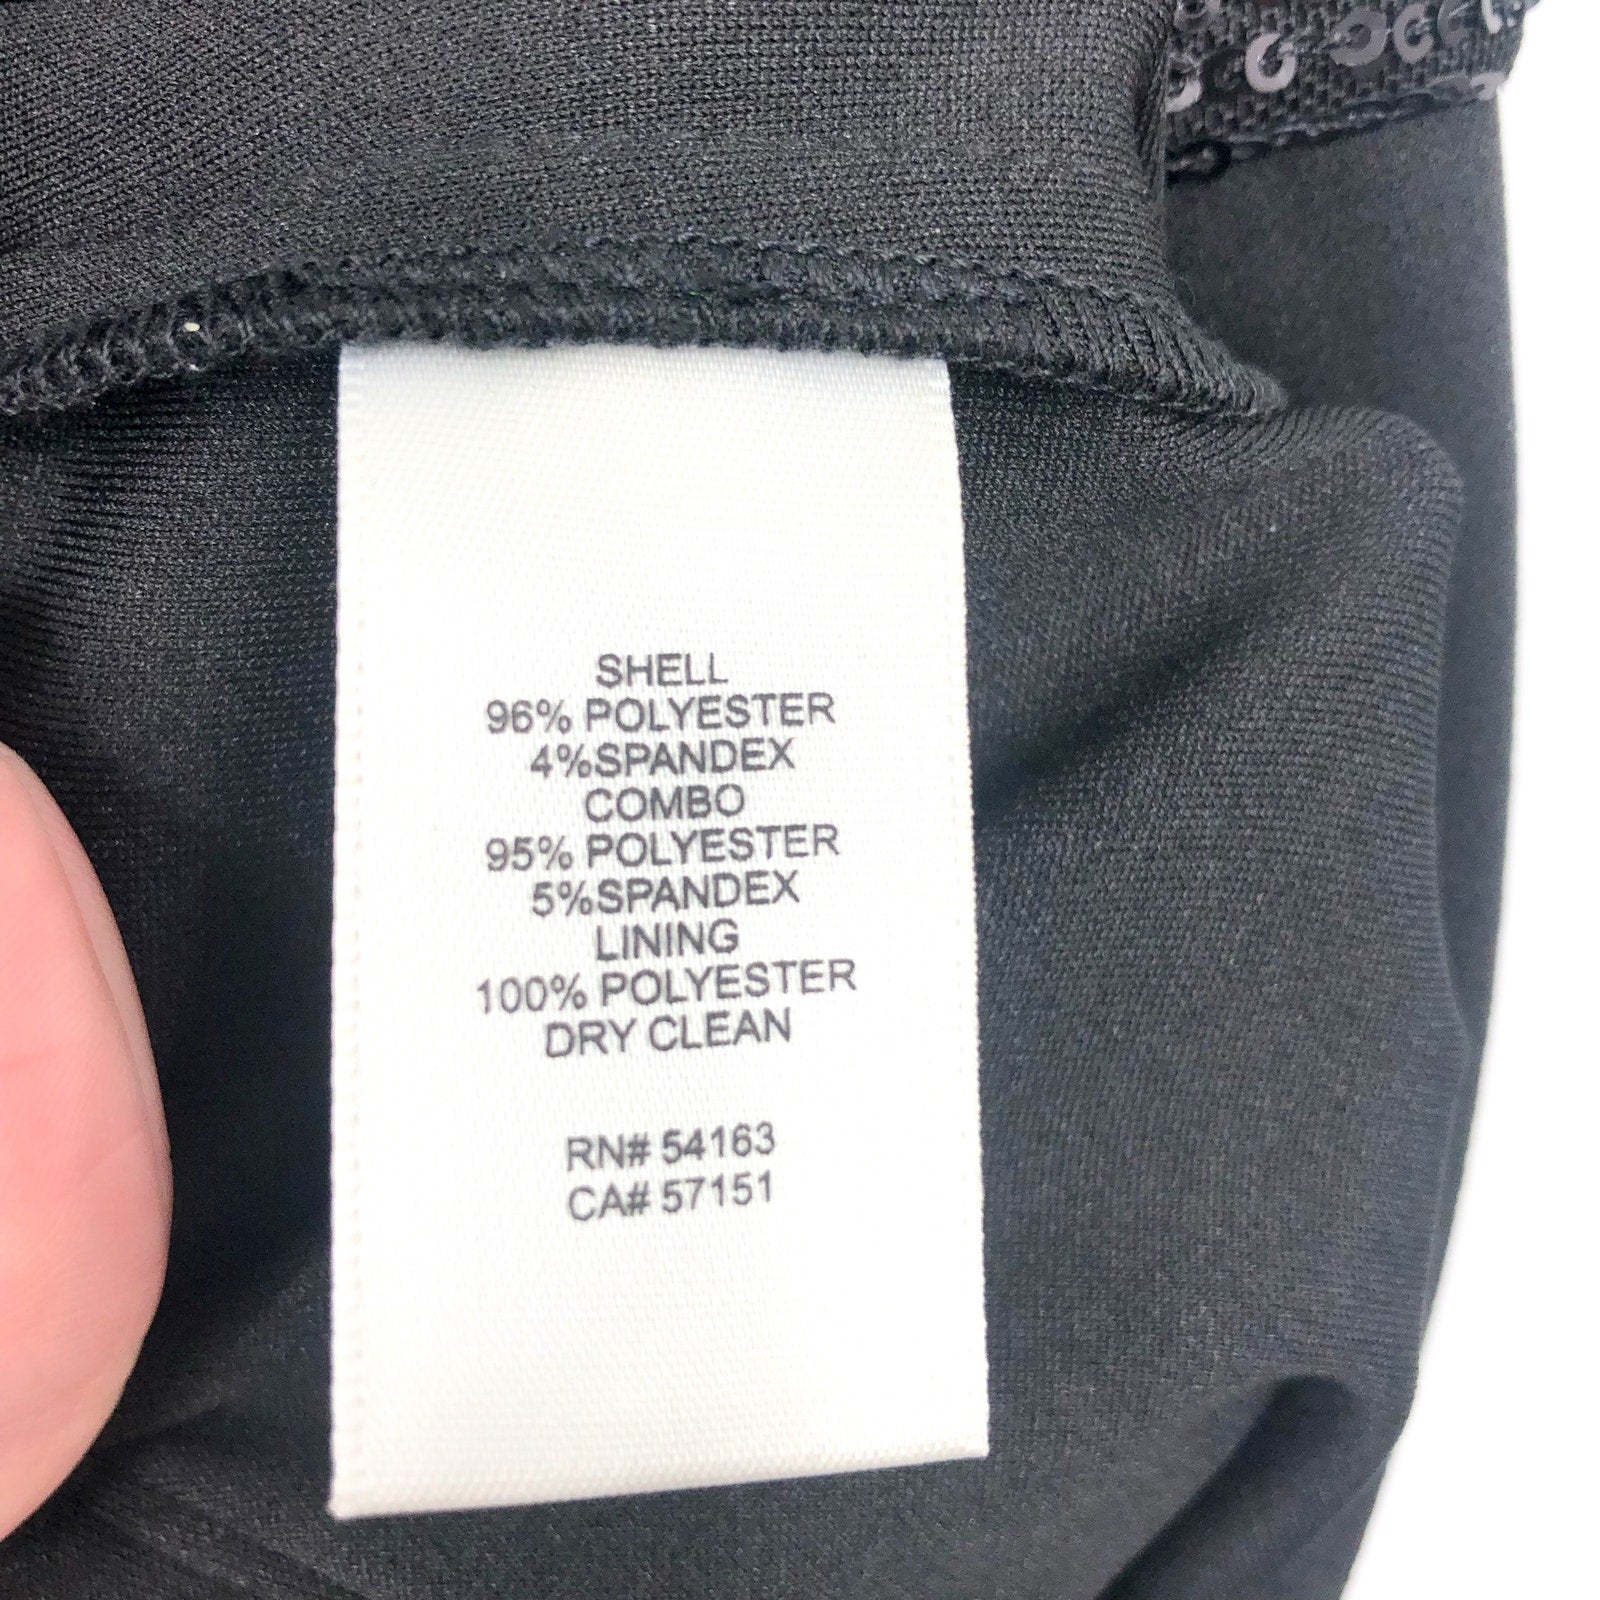 SHELL
96% POLYESTER
4%SPANDEX
COMBO
95% POLYESTER
5%SPANDEX
LINING
100% POLYESTER
DRY CLEAN
RN# 54163
CA# 57151